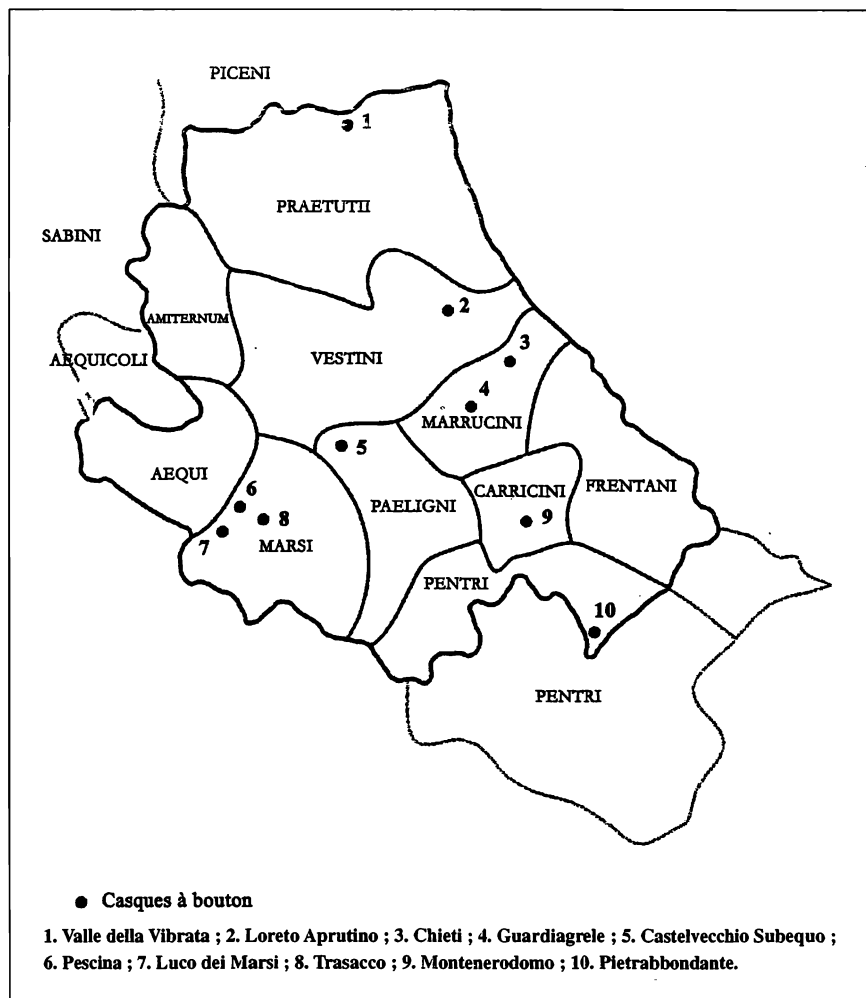 PICENI
1
PRAETUTII
SABINI
AMITERNUM
2
3
AEQUICOLI
VESTINI
4
MARRUCINI
5
AEQUI
CARRICINI
FRENTANI
6
PAELIGNI
8
9
7
MARSI
PENTRI
10
PENTRI
Casques à bouton
1. Valle della Vibrata ; 2. Loreto Aprutino ; 3. Chieti ; 4. Guardiagrele ; 5. Castelvecchio Subequo ;
6. Pescina ; 7. Luco dei Marsi ; 8. Trasacco ; 9. Montenerodomo ; 10. Pietrabbondante.